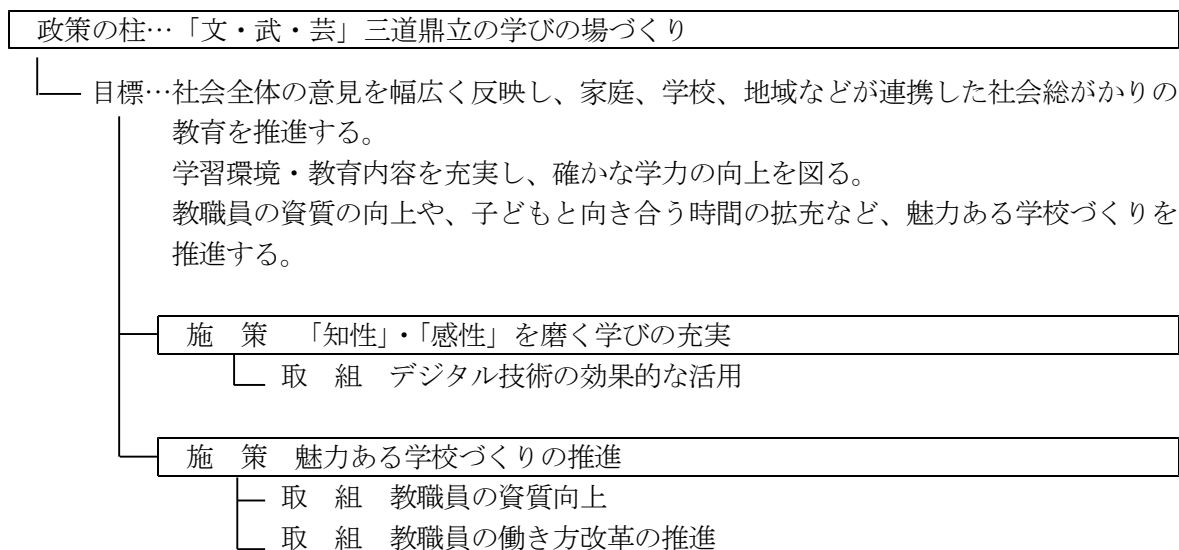 政策の柱…「文・武・芸」三道鼎立の学びの場づくり
目標…社会全体の意見を幅広く反映し、家庭、学校、地域などが連携した社会総がかりの
教育を推進する。
学習環境・教育内容を充実し、確かな学力の向上を図る。
教職員の資質の向上や、子どもと向き合う時間の拡充など、魅力ある学校づくりを
推進する。
施　策　「知性」・「感性」を磨く学びの充実
取　組　デジタル技術の効果的な活用
施　策　魅力ある学校づくりの推進
取　組　教職員の資質向上
取　組　教職員の働き方改革の推進